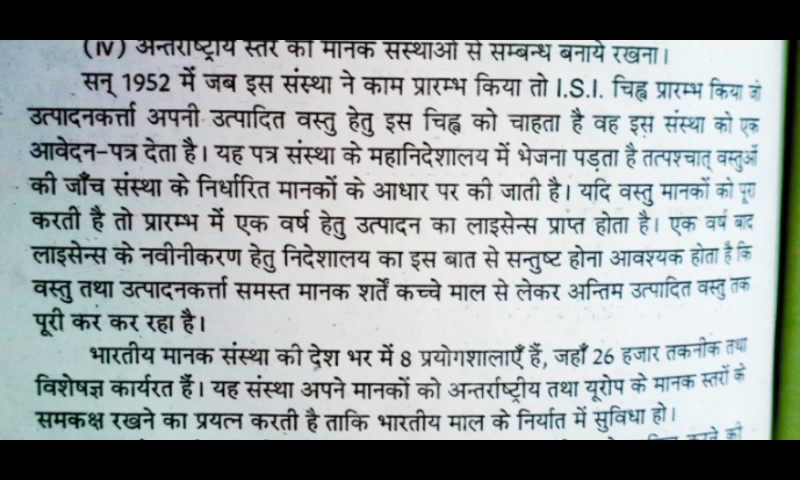 (iv) अन्तर्राष्ट्रीय स्तर की मानक संस्थाओं से सम्बन्ध बनाये रखना।
सन् 1952 में जब इस संस्था ने काम प्रारम्भ किया तो I.S.I. चिह्न प्रारम्भ किया जो
उत्पादनकर्त्ता अपनी उत्पादित वस्तु हेतु इस चिह्न को चाहता है वह इस संस्था को एक
आवेदन-पत्र देता है। यह पत्र संस्था के महानिदेशालय में भेजना पड़ता है तत्पश्चात् वस्तुओं
की जाँच संस्था के निर्धारित मानकों के आधार पर की जाती है। यदि वस्तु मानकों को पूरा
करती है तो प्रारम्भ में एक वर्ष हेतु उत्पादन का लाइसेन्स प्राप्त होता है। एक वर्ष बाद
लाइसेन्स के नवीनीकरण हेतु निदेशालय का इस बात से सन्तुष्ट होना आवश्यक होता है कि
वस्तु तथा उत्पादनकर्त्ता समस्त मानक शर्तें कच्चे माल से लेकर अन्तिम उत्पादित वस्तु तक
पूरी कर कर रहा है।
भारतीय मानक संस्था की देश भर में 8 प्रयोगशालाएँ हैं, जहाँ 26 हजार तकनीक तथा
विशेषज्ञ कार्यरत हैं। यह संस्था अपने मानकों को अन्तर्राष्ट्रीय तथा यूरोप के मानक स्तरों के
समकक्ष रखने का प्रयत्न करती है ताकि भारतीय माल के निर्यात में सुविधा हो।